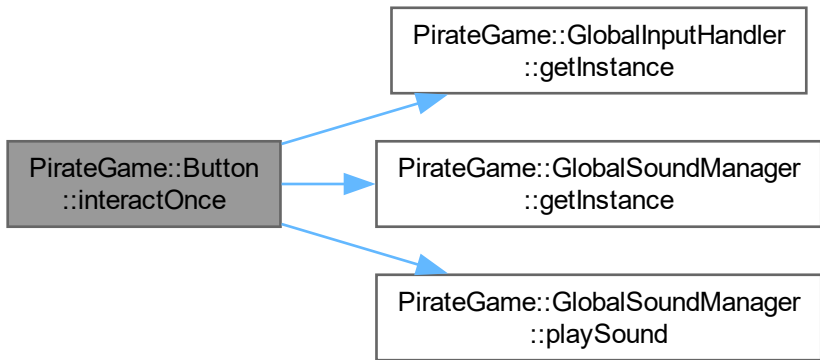 PirateGame::GlobalInputHandler
::getInstance
PirateGame::Button
::interactOnce
PirateGame::GlobalSoundManager
::getInstance
PirateGame::GlobalSoundManager
::playSound